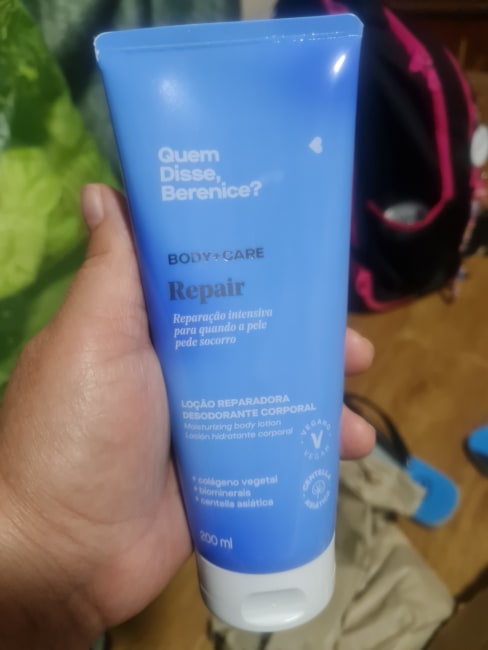 Quem
Disse,
Berenice?
BODY+CARE
Repair
Reparação intensiva
para quando a pele
pede socorro
LOÇÃO REPARADORA
DESODORANTE CORPORAL
Moisturising body lotion
Loción hidratante corporal
VEGANO
VEGAN
+ colágeno vegetal
+ biominerais
+ centella asiática
CENTELLA
ASIÁTICA
200 ml